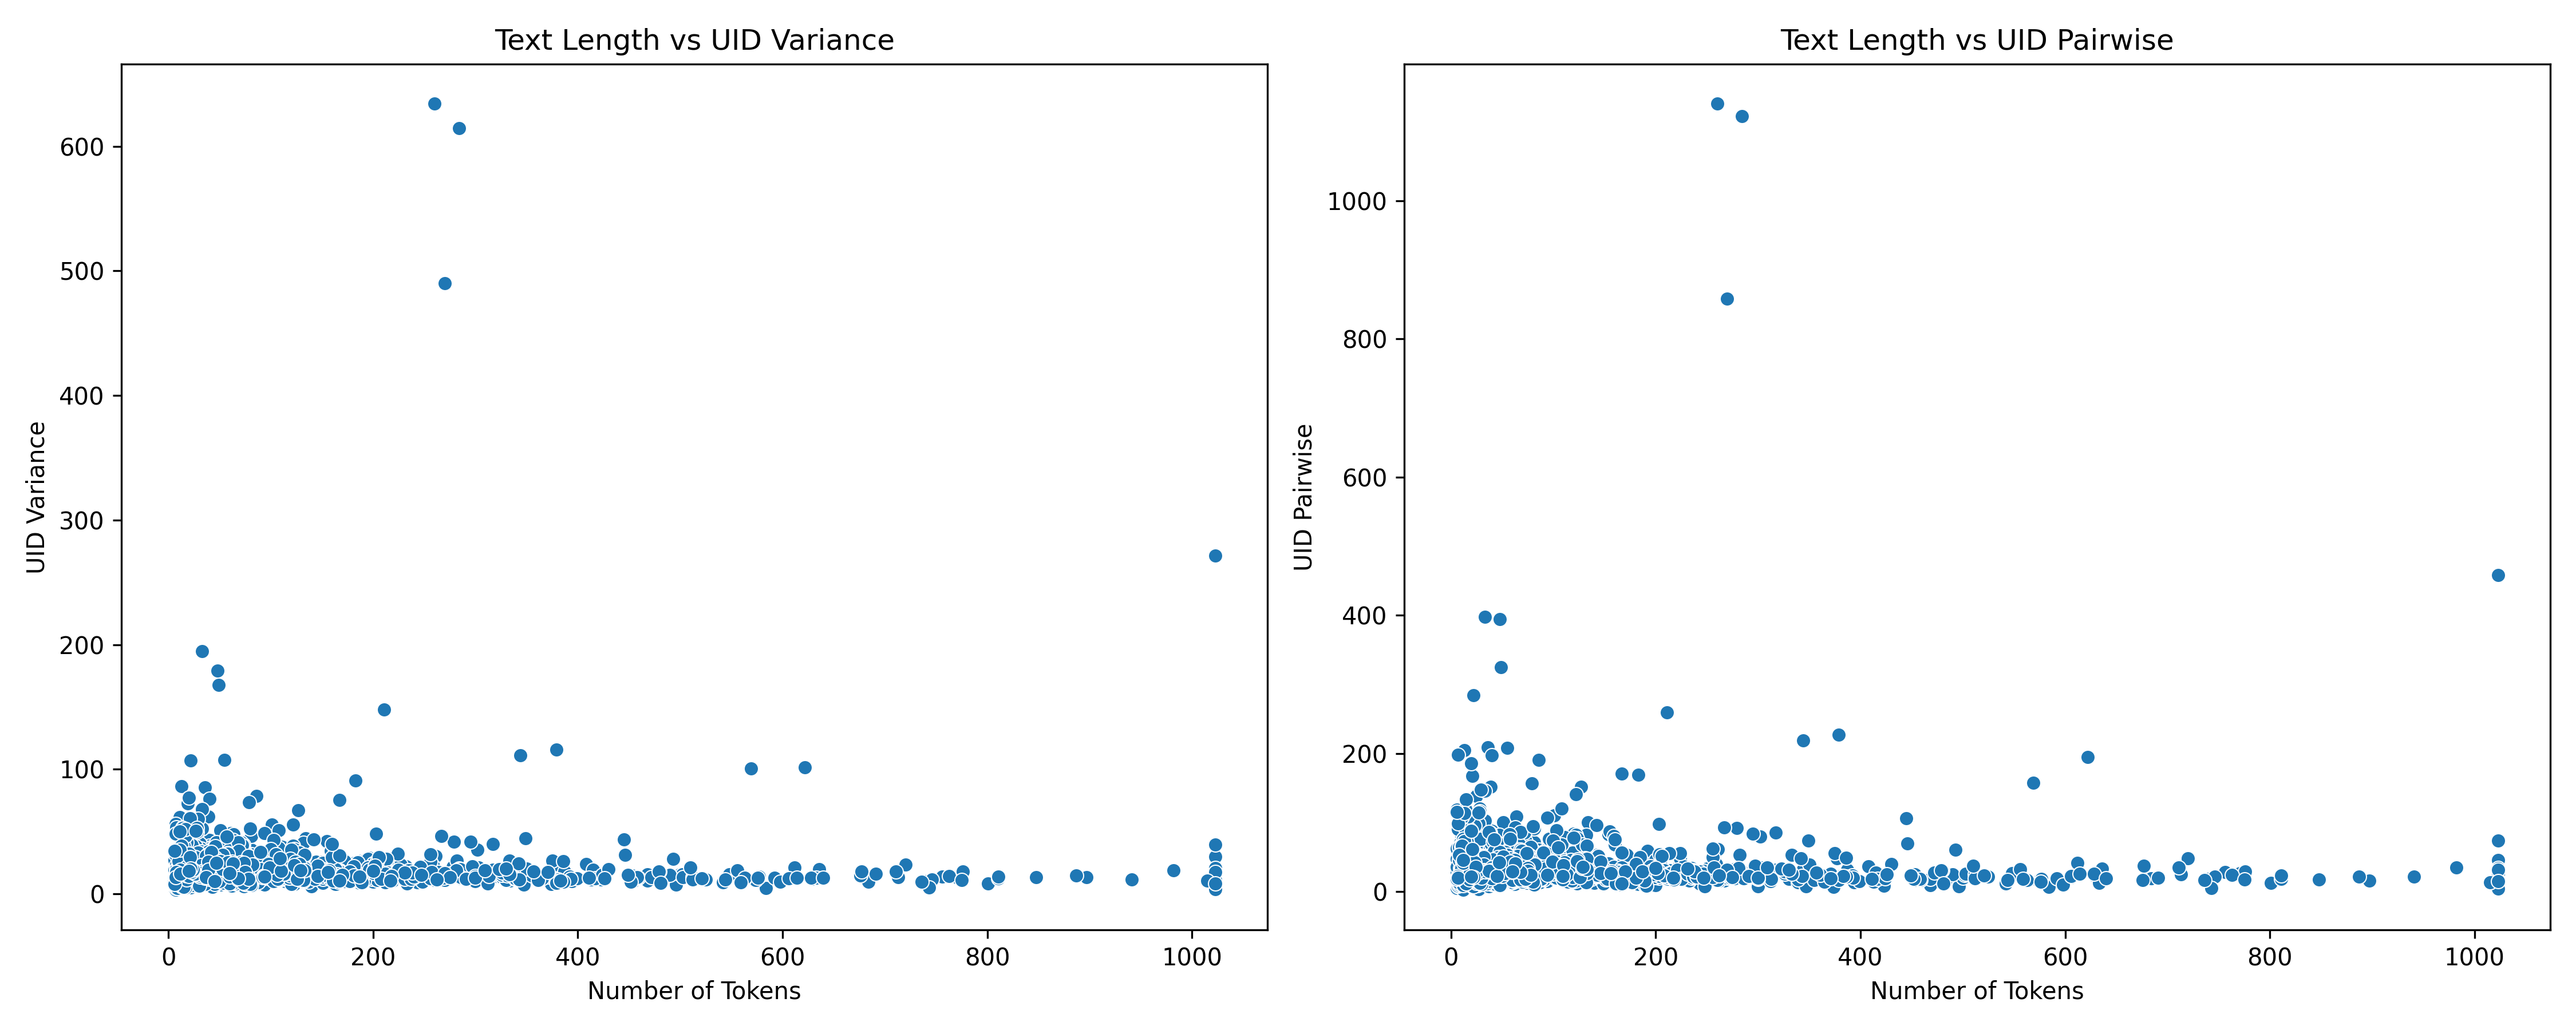 Text Length vs UID Variance
UID Variance
600
500
400
300
200
100
0
0 200 400 600 800 1000
Number of Tokens
Text Length vs UID Pairwise
UID Pairwise
1000
800
600
400
200
0
0 200 400 600 800 1000
Number of Tokens